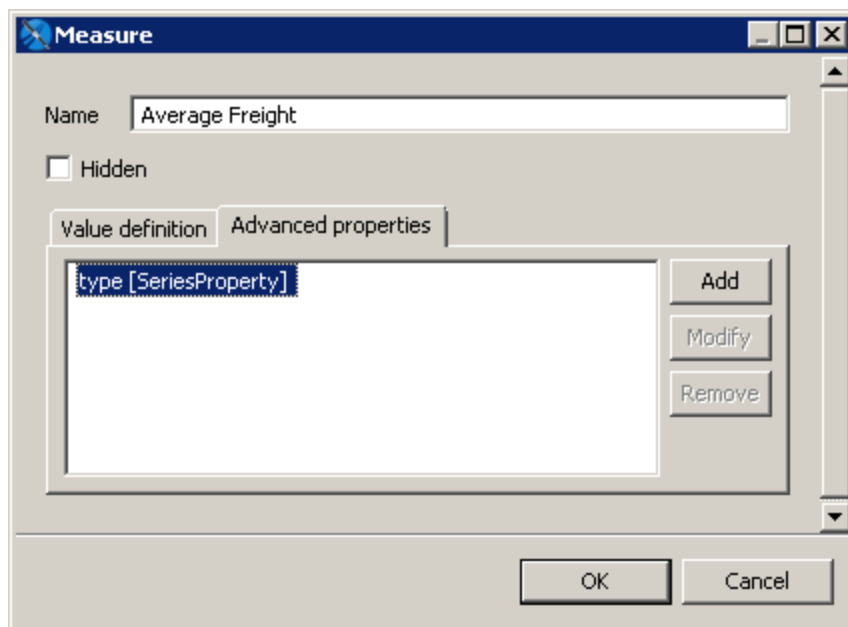 Measure
Name Average Freight
Hidden
Value definition Advanced properties
type [SeriesProperty]
Add
Modify
Remove
OK Cancel